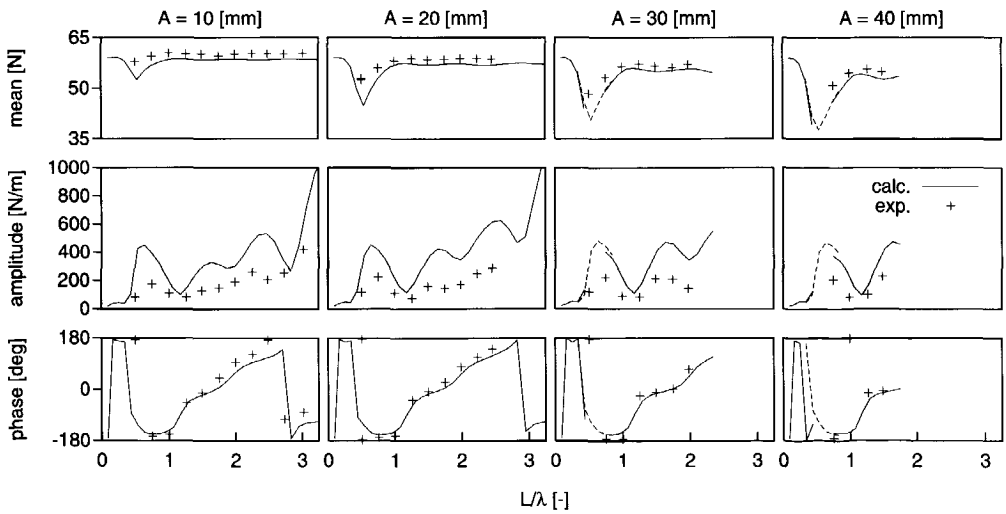 A = 10 [mm] A = 20 [mm] A = 30 [mm] A = 40 [mm]
mean [N]
65
50
35
amplitude [N/m]
1000
800
600
400
200
0
calc.
exp.
phase [deg]
180
0
-180
0 1 2 3 0 1 2 3 0 1 2 3 0 1 2 3
L/λ [-]